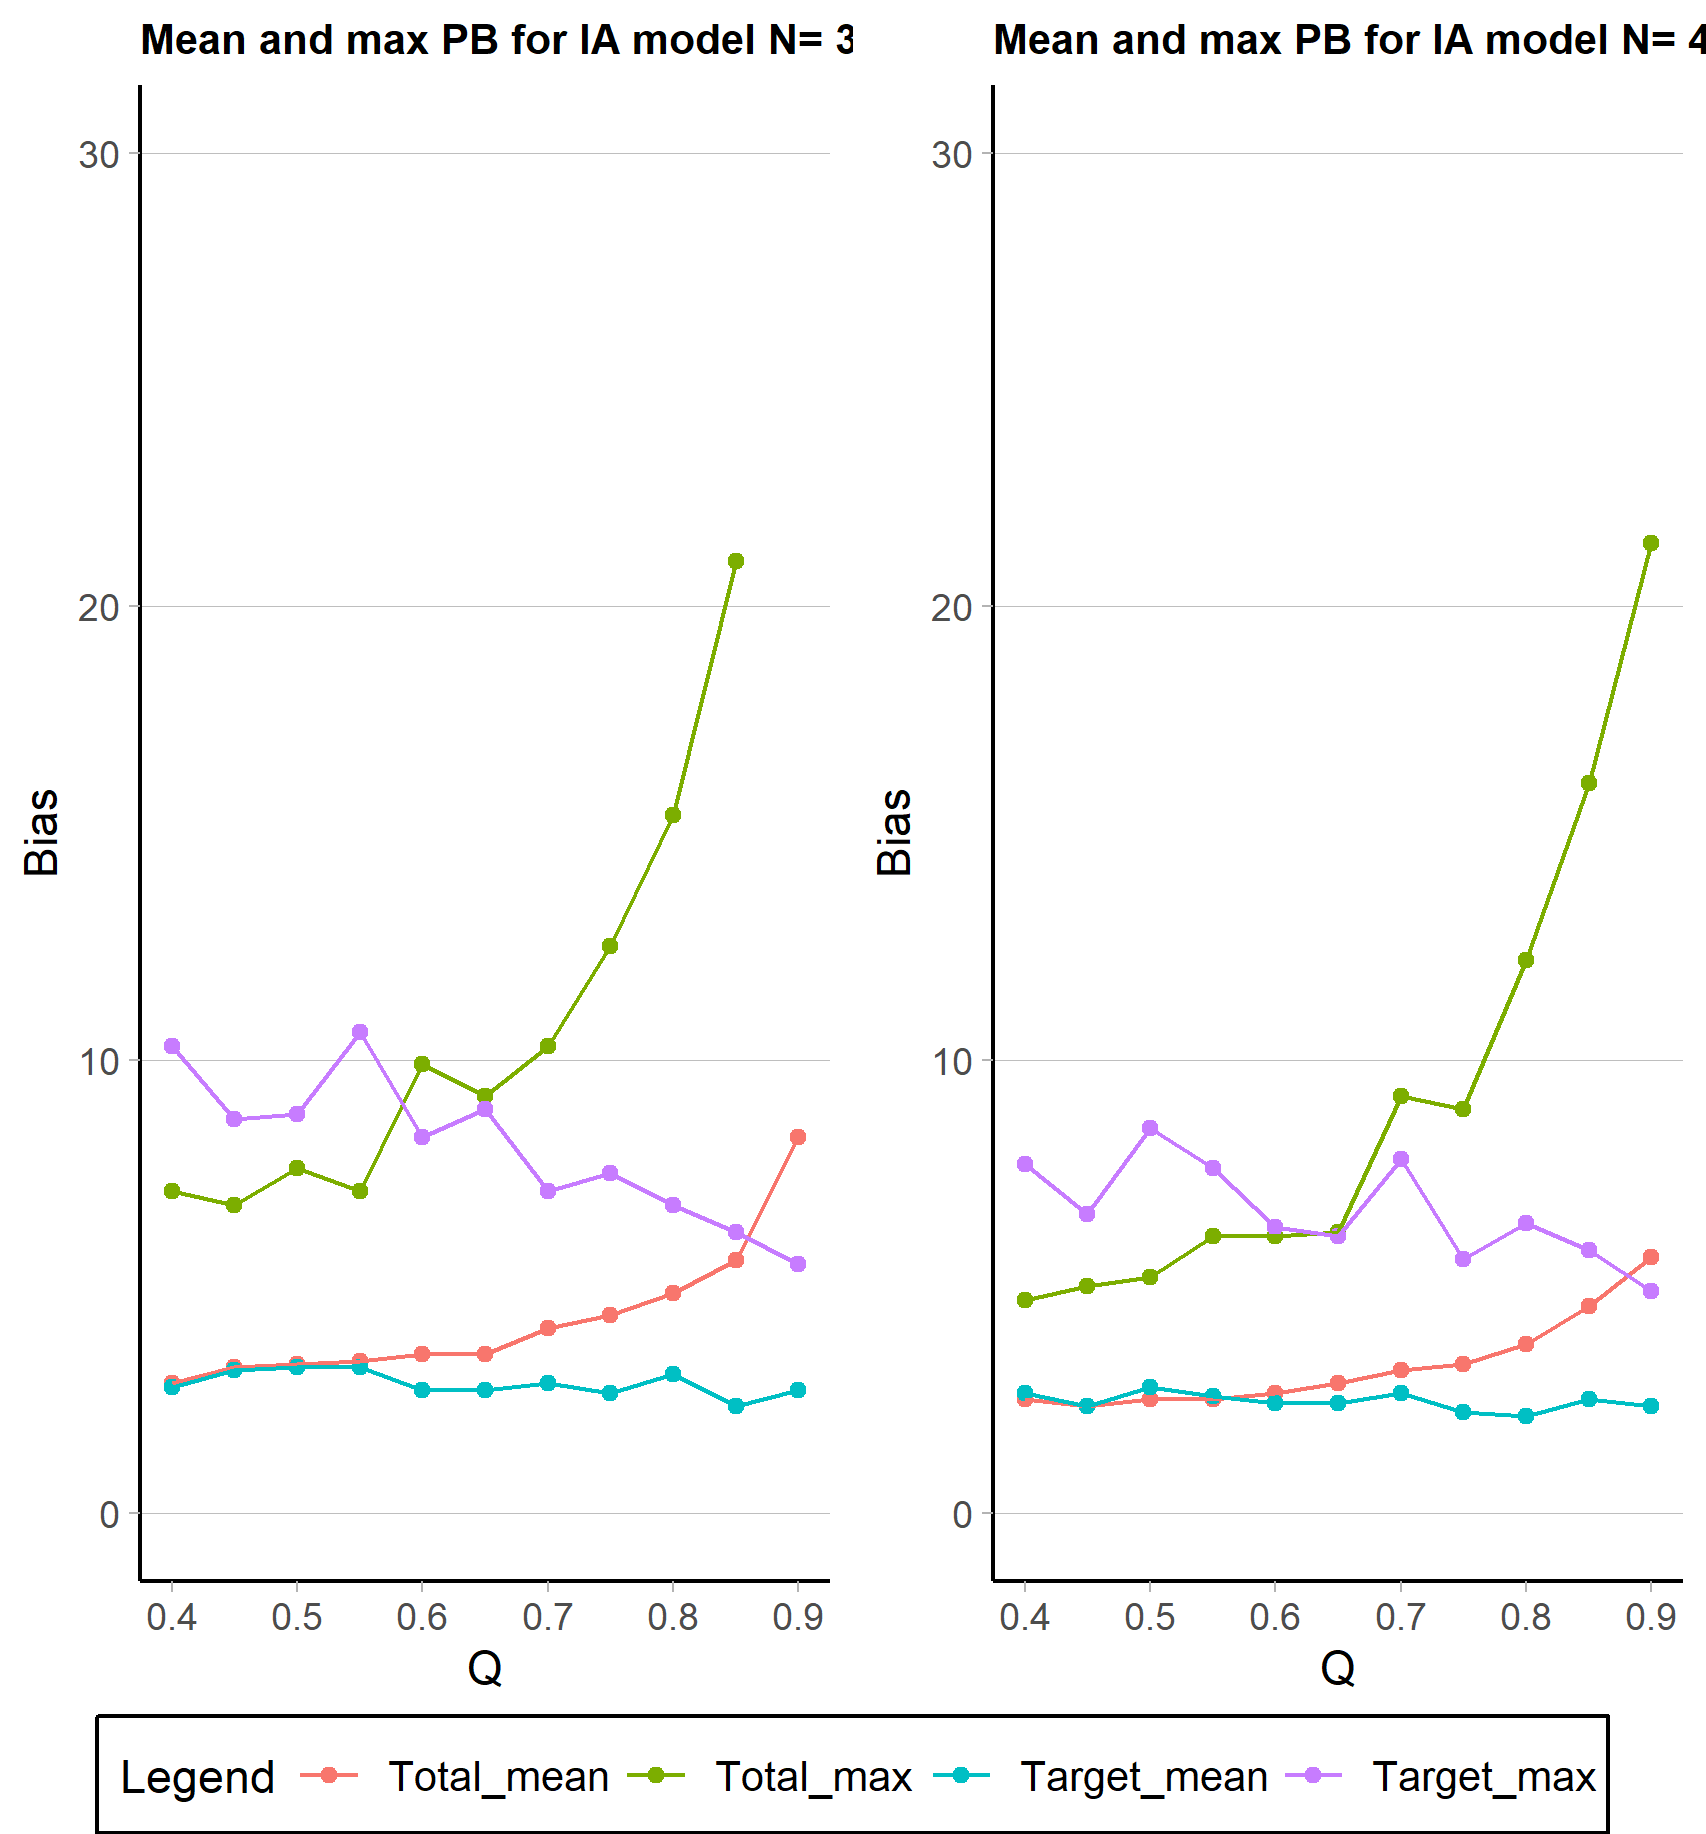 Mean and max PB for IA model N= 3
30
20
10
0
Bias
0.4 0.5 0.6 0.7 0.8 0.9
Q
Mean and max PB for IA model N= 4
30
20
10
0
Bias
0.4 0.5 0.6 0.7 0.8 0.9
Q
Legend Total_mean Total_max Target_mean Target_max